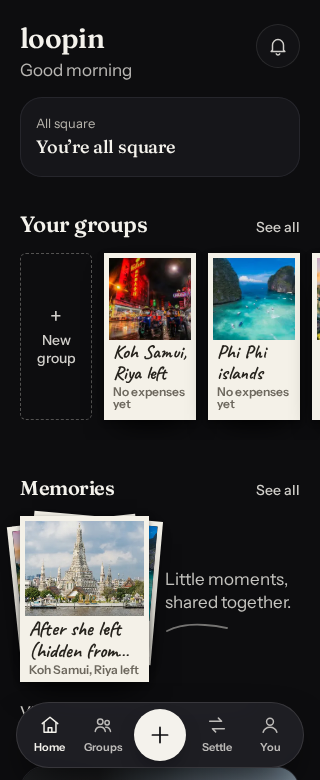 loopin
Good morning
All square
You're all square
Your groups
See all
+
New
group
Koh Samui,
Riya left
No expenses
yet
Phi Phi
islands
No expenses
yet
Memories
See all
After she left
(hidden from...
Koh Samui, Riya left
Little moments,
shared together.
Home
Groups
+
Settle
You